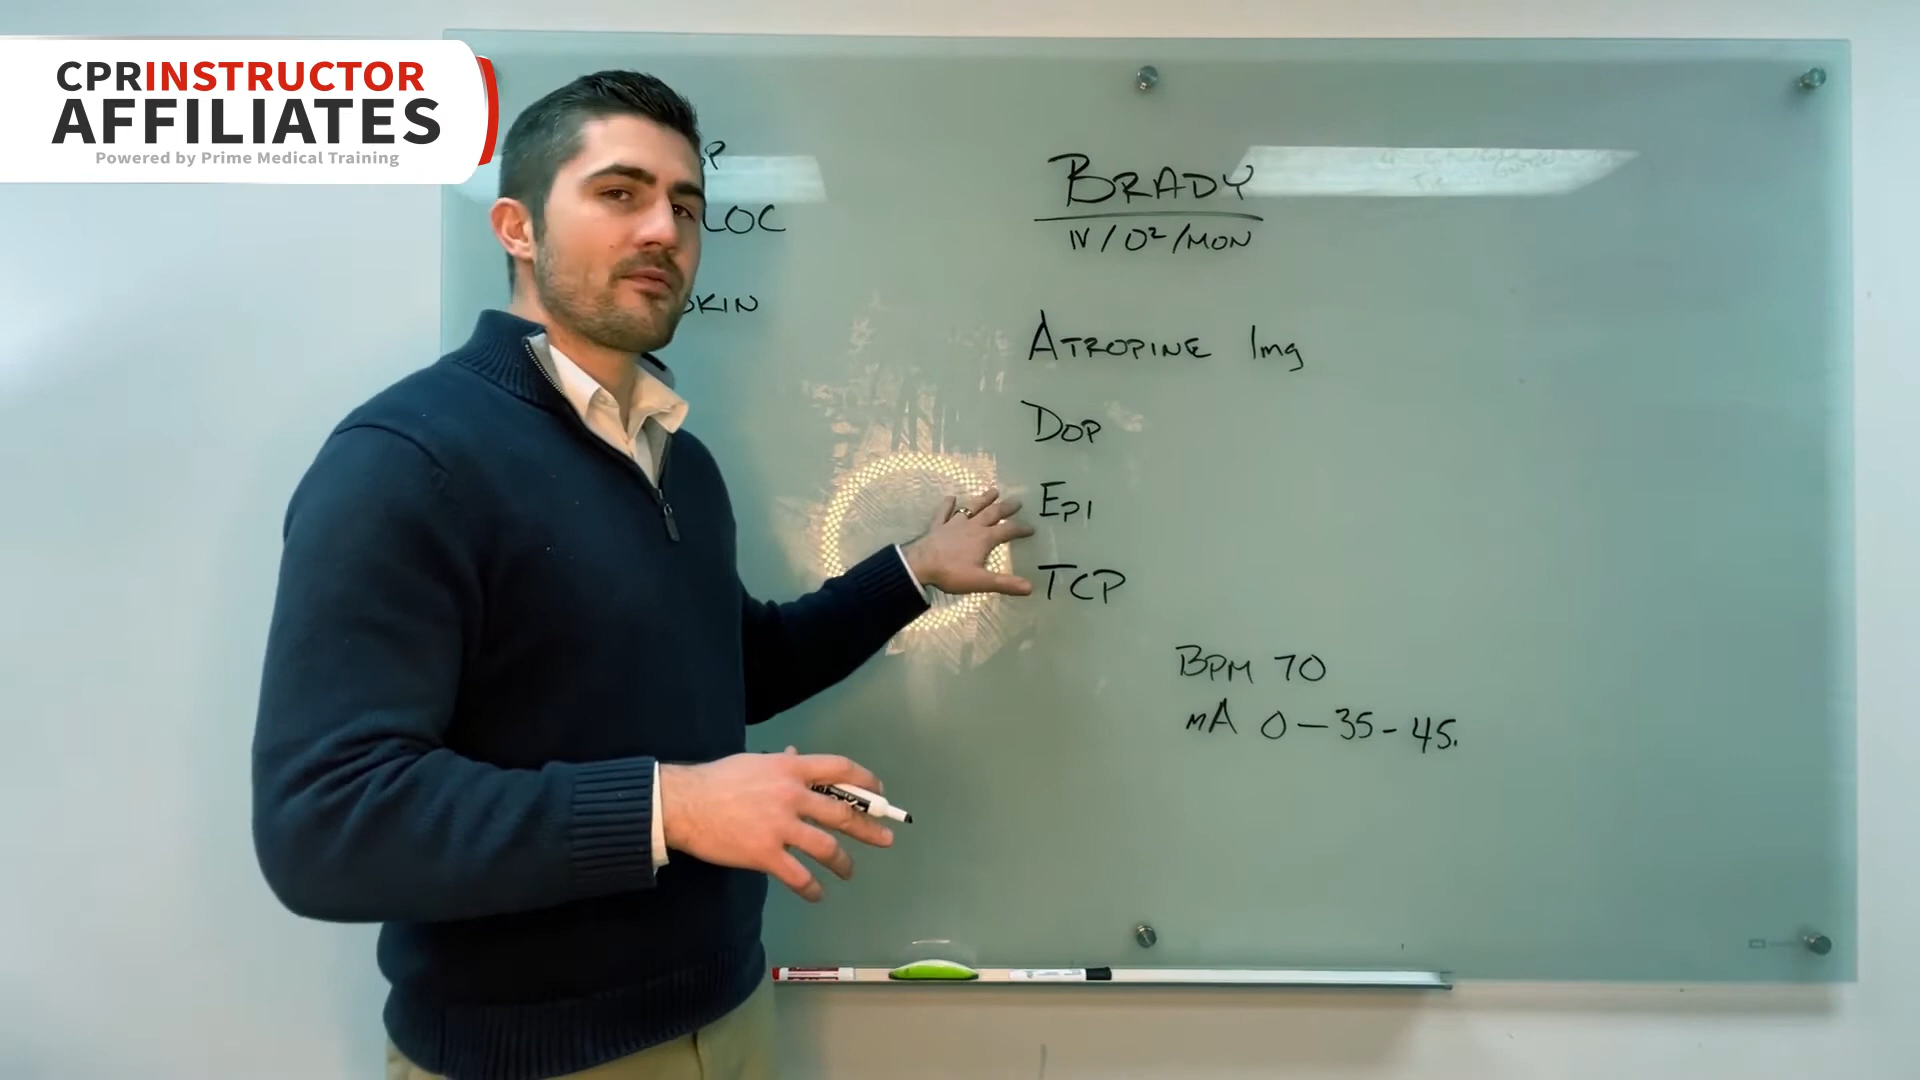 CPRINSTRUCTOR
AFFILIATES
Powered by Prime Medical Training
LOC
SKIN
BRADY
IV / O² / MON
ATROPINE 1mg
DOP
EPI
TCP
BPM 70
mA 0 – 35 - 45.